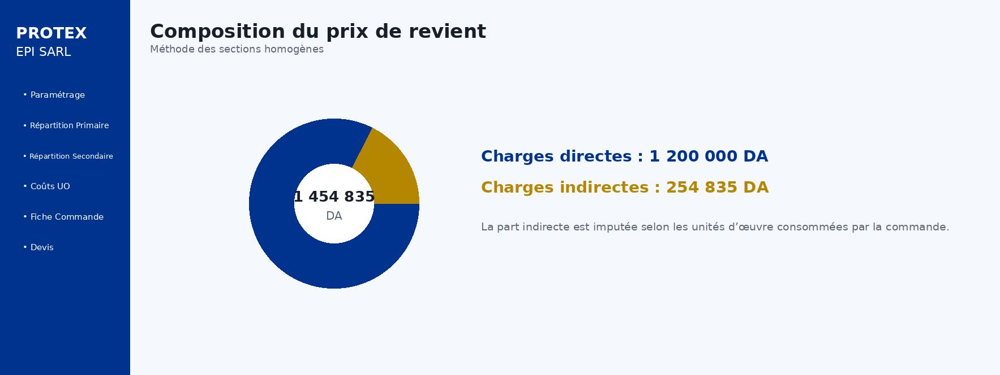 PROTEX
EPI SARL
• Paramétrage
• Répartition Primaire
• Répartition Secondaire
• Coûts UO
• Fiche Commande
• Devis
Composition du prix de revient
Méthode des sections homogènes
1 454 835
DA
Charges directes : 1 200 000 DA
Charges indirectes : 254 835 DA
La part indirecte est imputée selon les unités d’œuvre consommées par la commande.